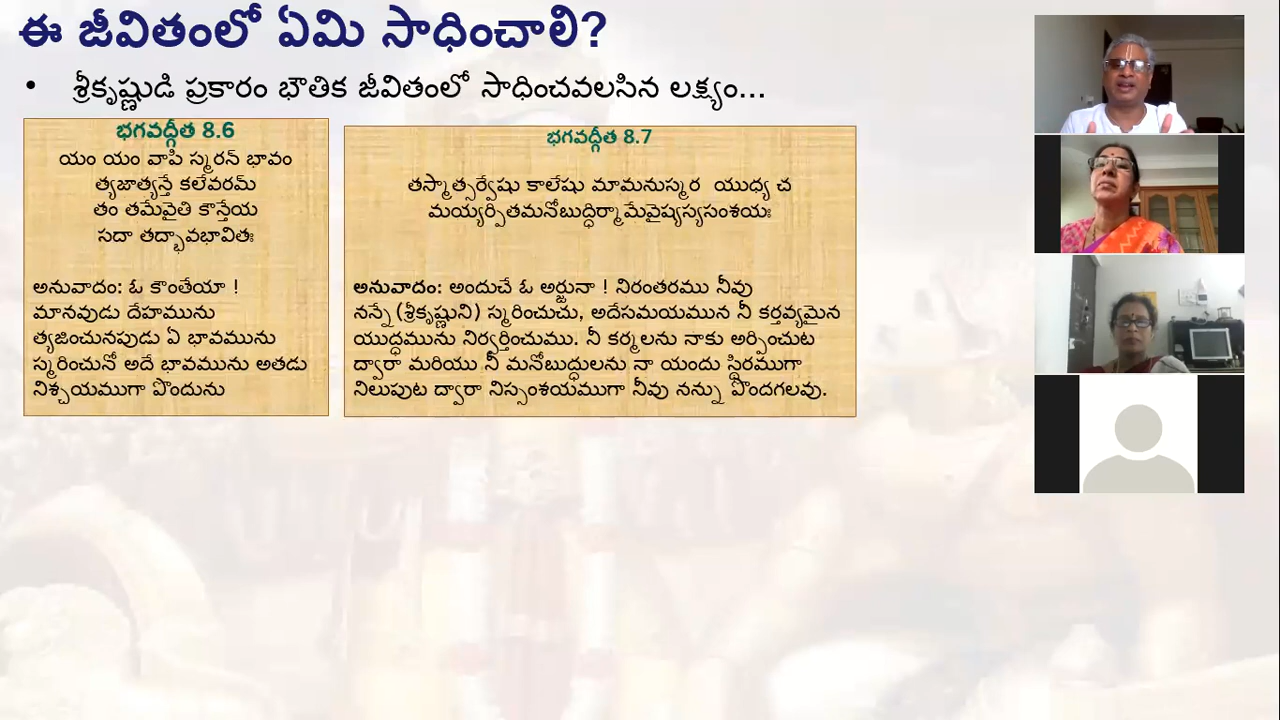 ఈ జీవితంలో ఏమి సాధించాలి?
• శ్రీకృష్ణుడి ప్రకారం భౌతిక జీవితంలో సాధించవలసిన లక్ష్యం...
భగవద్గీత 8.6
యం యం వాపి స్మరన్ భావం
త్యజాత్యన్తే కలేవరమ్
తం తమేవైతి కౌన్తేయ
సదా తద్భావభావితః
అనువాదం: ఓ కాంతేయా !
మానవుడు దేహమును
త్యజించునపుడు ఏ భావమును
స్మరించునో అదే భావమును అతడు
నిశ్చయముగా పొందును
భగవద్గీత 8.7
తస్మాత్సర్వేషు కాలేషు మామనుస్మర యుధ్య చ
మయ్యర్పితమనోబుద్ధిర్మామేవైష్యస్యసంశయః
అనువాదం: అందుచే ఓ అర్జునా ! నిరంతరము నీవు
నన్నే (శ్రీకృష్ణుని) స్మరించుచు, అదేసమయమున నీ కర్తవ్యమైన
యుద్ధమును నిర్వర్తించుము. నీ కర్మలను నాకు అర్పించుట
ద్వారా మరియు నీ మనోబుద్ధులను నా యందు స్థిరముగా
నిలుపుట ద్వారా నిస్సంశయముగా నీవు నన్ను పొందగలవు.